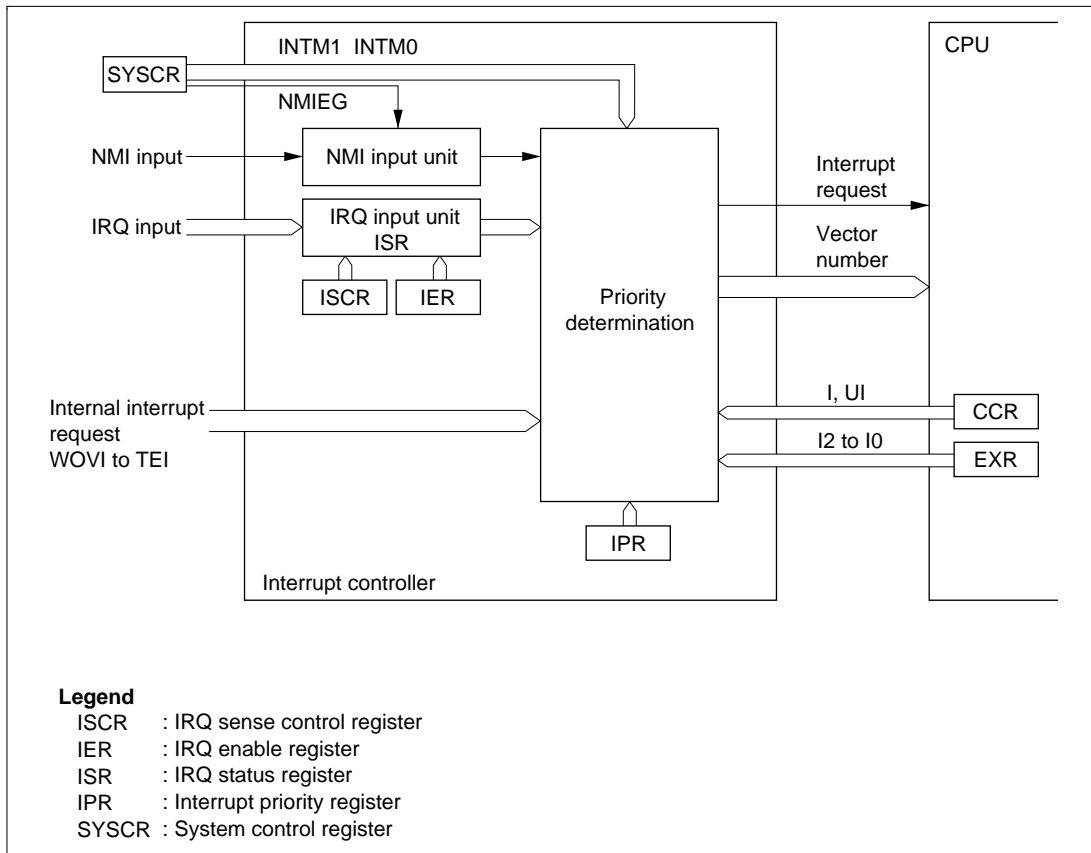 INTM1 INTM0
CPU
SYSCR
NMIEG
NMI input
NMI input unit
Interrupt
request
IRQ input
IRQ input unit
ISR
Vector
number
ISCR
IER
Priority
determination
I, UI
CCR
Internal interrupt
request
WOVI to TEI
I2 to I0
EXR
IPR
Interrupt controller
Legend
ISCR : IRQ sense control register
IER : IRQ enable register
ISR : IRQ status register
IPR : Interrupt priority register
SYSCR : System control register